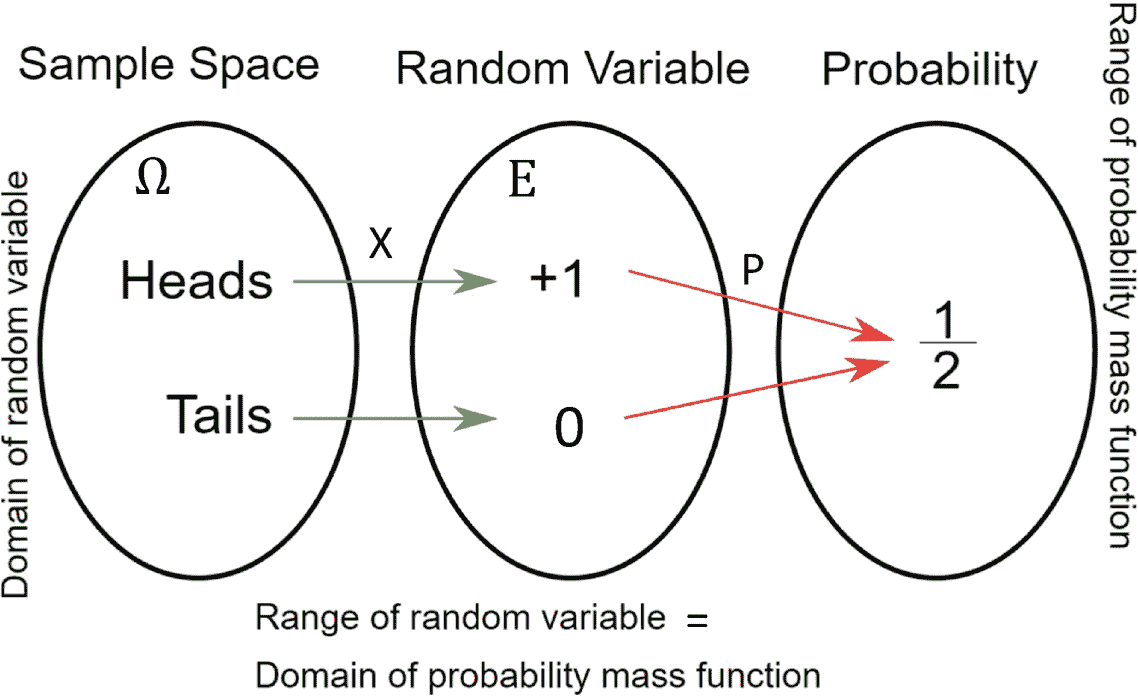 Sample Space
Random Variable
Probability
Domain of random variable
Ω
Heads
Tails
X
E
+1
0
P
1
2
Range of probability mass function
Range of random variable =
Domain of probability mass function